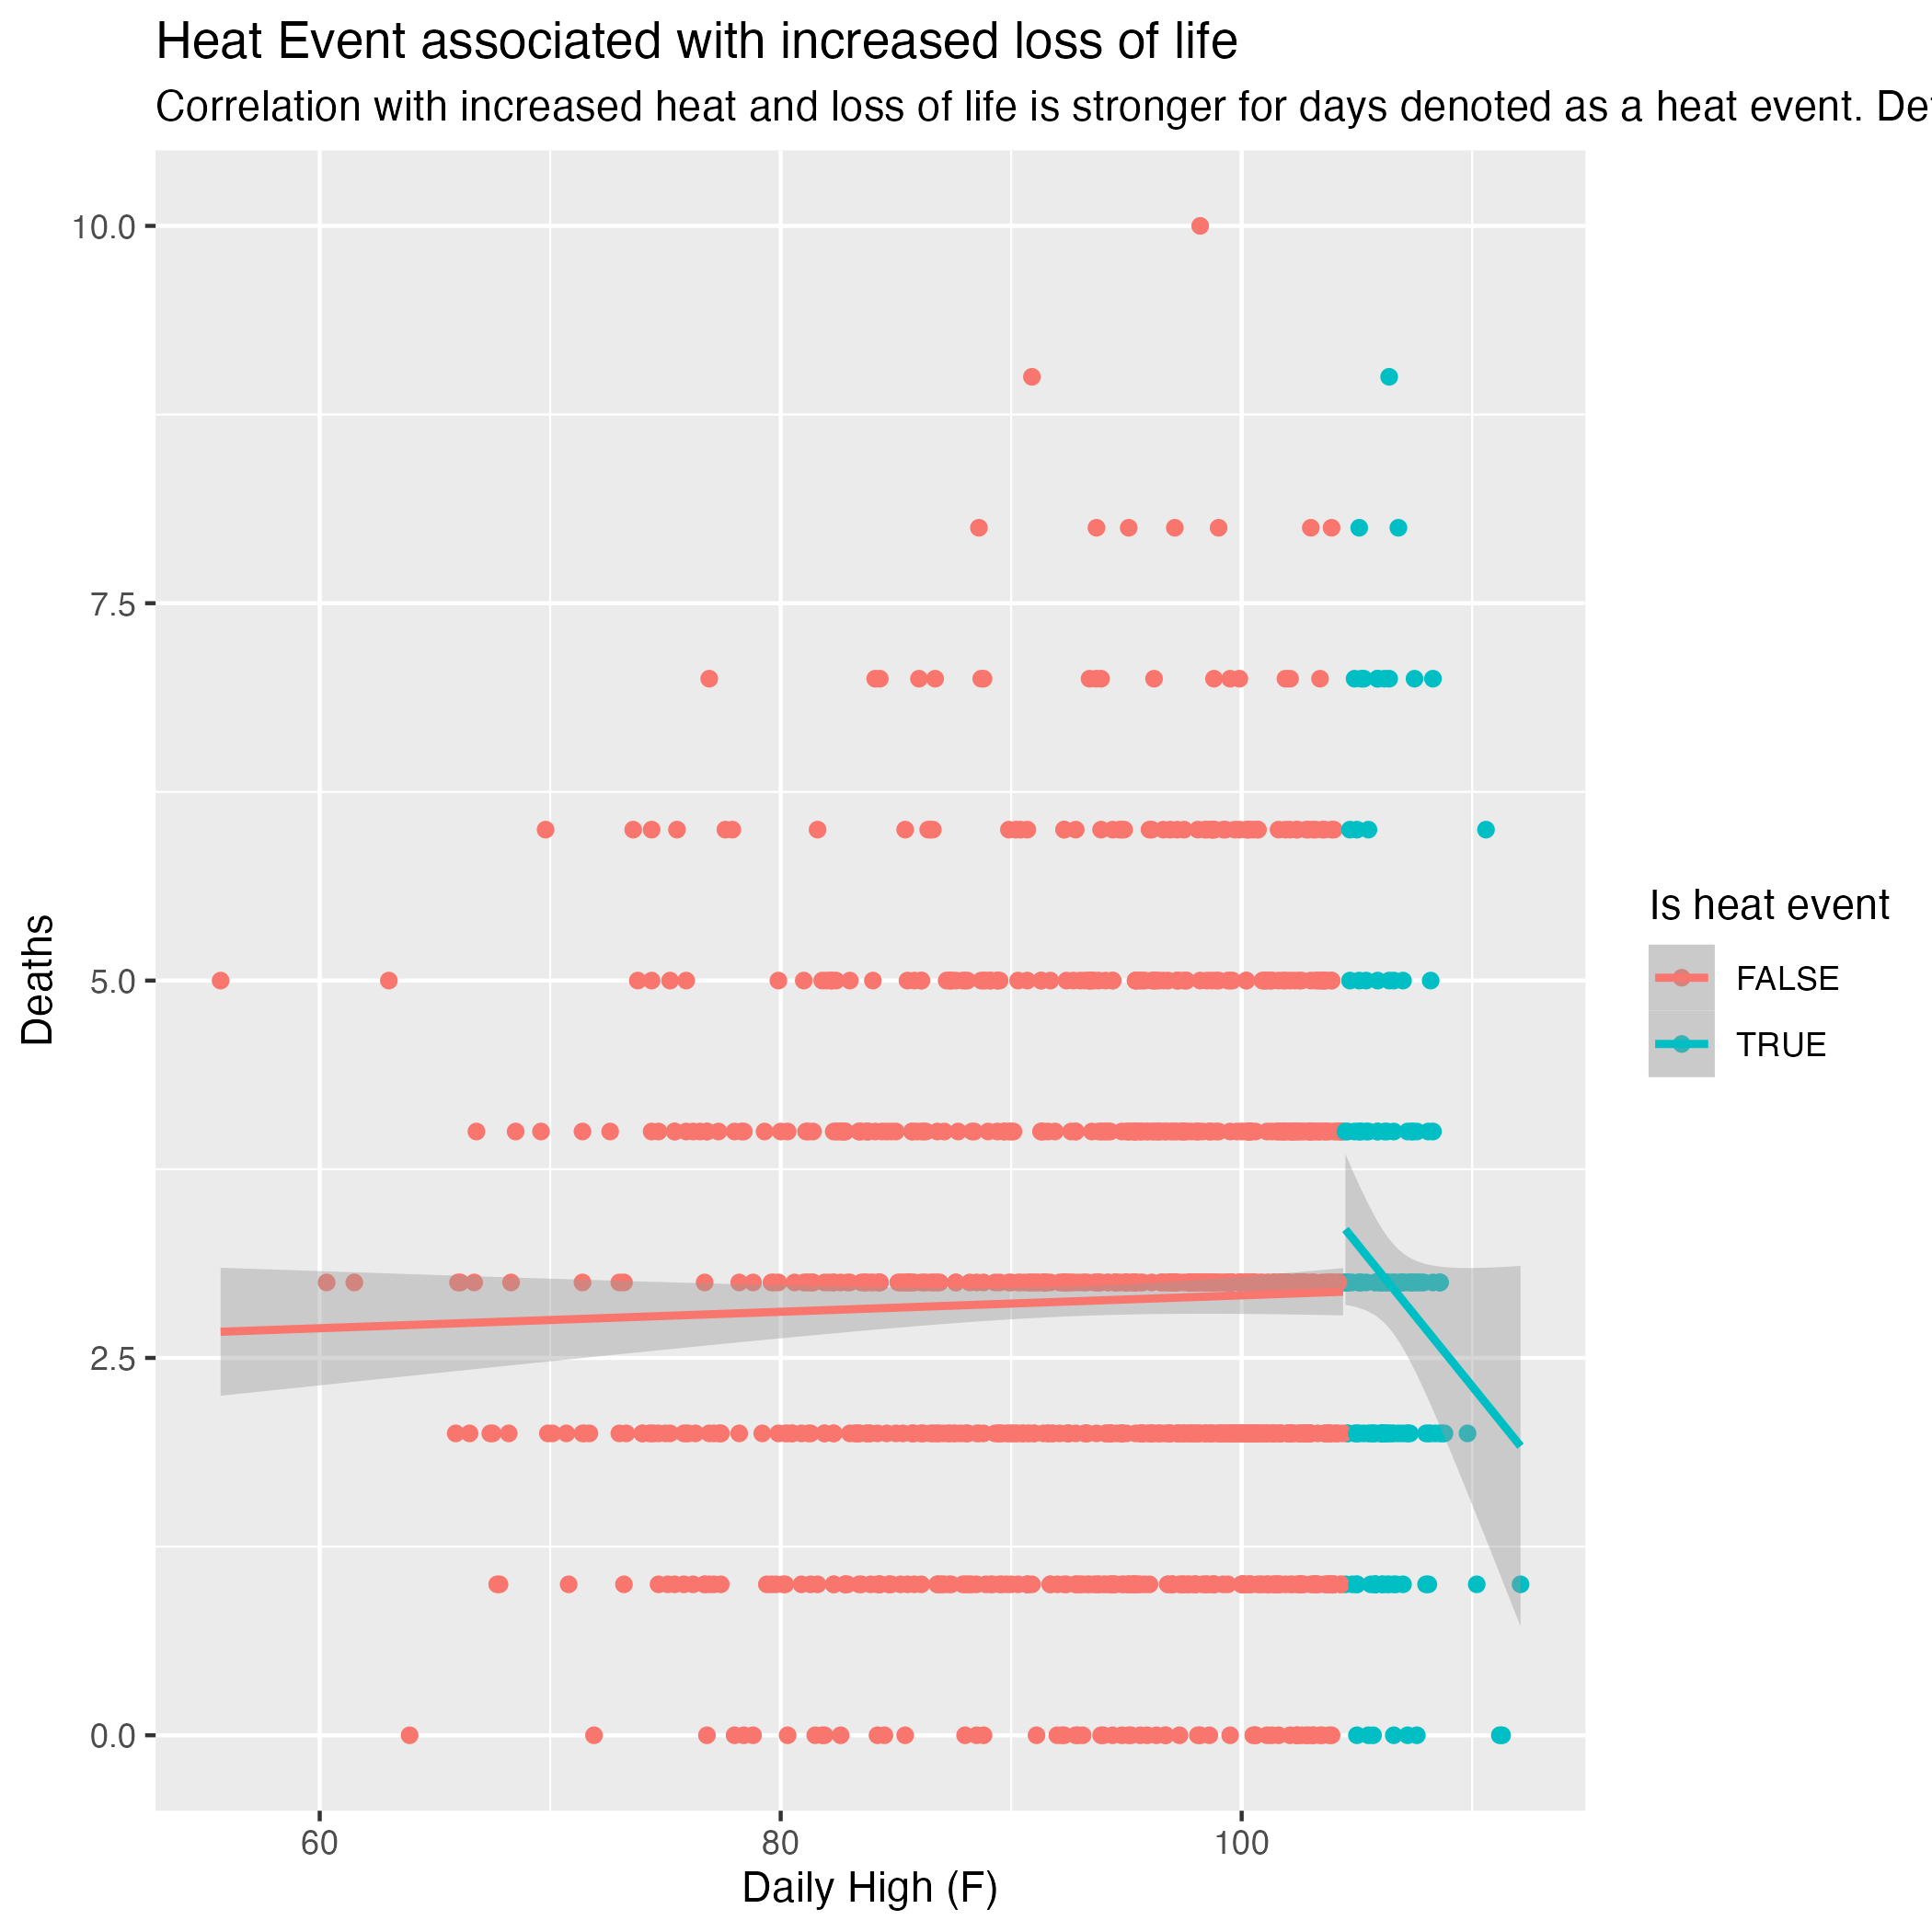 Heat Event associated with increased loss of life
Correlation with increased heat and loss of life is stronger for days denoted as a heat event.
10.0
7.5
5.0
2.5
0.0
Deaths
60
80
100
Daily High (F)
Is heat event
FALSE
TRUE